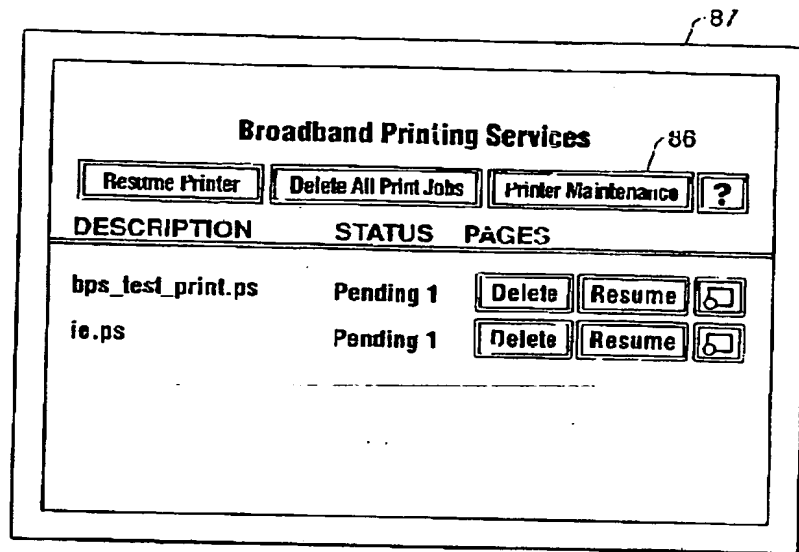 87
Broadband Printing Services
86
Resume Printer Delete All Print Jobs Printer Maintenance ?
DESCRIPTION STATUS PAGES
bps_test_print.ps Pending 1 Delete Resume
ie.ps Pending 1 Delete Resume